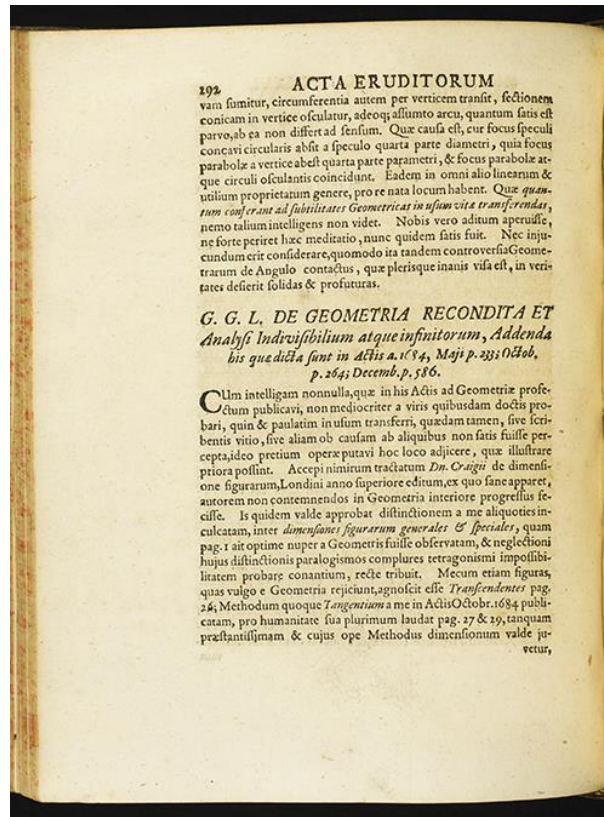 292 ACTA ERUDITORUM
vam ſumitur, circumferentia autem per verticem tranſit, ſectionem
conicam in vertice oſculatur, adeoq; aſſumto arcu, quantum ſatis eſt
parvo, ab ea non differt ad ſenſum. Quæ cauſa eſt, cur focus ſpeculi
concavi circularis abſit a ſpeculo quarta parte diametri, quia focus
parabolæ a vertice abeſt quarta parte parametri, & focus parabolæ at-
que circuli oſculantis coincidunt. Eadem in omni alio linearum &
utilium proprietatum genere, pro re nata locum habent. Quæ quan-
tum conferant ad ſubtilitates Geometricas in uſum vitæ transferendas,
nemo talium intelligens non videt. Nobis vero aditum aperuiſſe,
ne forte periret hæc meditatio, nunc quidem ſatis fuit. Nec inju-
cundum erit conſiderare, quomodo ita tandem controverſia Geome-
trarum de Angulo contactus, quæ pleriſque inanis viſa eſt, in veri-
tates deſierit ſolidas & profuturas.
G. G. L. DE GEOMETRIA RECONDITA ET
Analyſi Indiviſibilium atque infinitorum, Addenda
his quæ dicta ſunt in Actis a. 1684, Maji p. 233; Octob.
p. 264; Decemb. p. 586.
CUm intelligam nonnulla, quæ in his Actis ad Geometriæ profe-
ctum publicavi, non mediocriter a viris quibusdam doctis pro-
bari, quin & paulatim in uſum transferri, quædam tamen, ſive ſcri-
bentis vitio, ſive aliam ob cauſam ab aliquibus non ſatis fuiſſe per-
cepta, ideo pretium operæ putavi hoc loco adjicere, quæ illuſtrare
priora poſſint. Accepi nimirum tractatum Dn. Craigii de dimenſi-
one figurarum, Londini anno ſuperiore editum, ex quo ſane apparet,
autorem non contemnendos in Geometria interiore progreſſus fe-
ciſſe. Is quidem valde approbat diſtinctionem a me aliquoties in-
culcatam, inter dimenſiones figurarum generales & ſpeciales, quam
pag. 1 ait optime nuper a Geometris fuiſſe obſervatam, & neglectioni
hujus diſtinctionis paralogismos complures tetragonismi impoſſibi-
litatem probare conantium, recte tribuit. Mecum etiam figuras,
quas vulgo e Geometria rejiciunt, agnoſcit eſſe Tranſcendentes pag.
26; Methodum quoque Tangentium a me in Actis Octobr. 1684 publi-
catam, pro humanitate ſua plurimum laudat pag. 27 & 29, tanquam
præſtantiſſimam & cujus ope Methodus dimenſionum valde ju-
vetur,